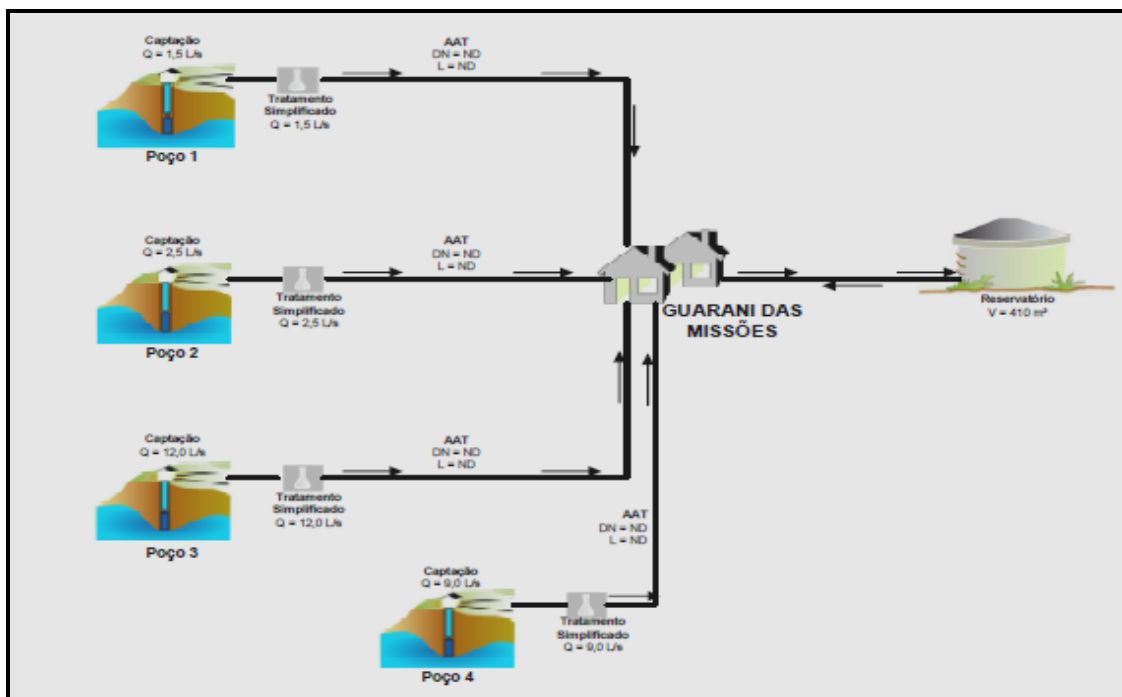 Captação
Q = 1,5 L/s
Poço 1
Tratamento
Simplificado
Q = 1,5 L/s
AAT
DN = ND
L = ND
Captação
Q = 2,5 L/s
Poço 2
Tratamento
Simplificado
Q = 2,5 L/s
AAT
DN = ND
L = ND
GUARANI DAS
MISSÕES
Reservatório
V = 410 m³
Captação
Q = 12,0 L/s
Poço 3
Tratamento
Simplificado
Q = 12,0 L/s
AAT
DN = ND
L = ND
AAT
DN = ND
L = ND
Captação
Q = 9,0 L/s
Poço 4
Tratamento
Simplificado
Q = 9,0 L/s